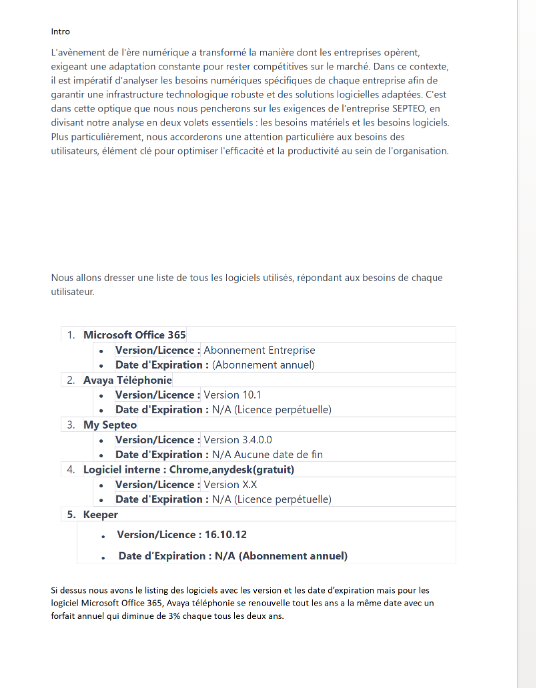 Intro
L'avènement de l'ère numérique a transformé la manière dont les entreprises opèrent,
exigeant une adaptation constante pour rester compétitives sur le marché. Dans ce contexte,
il est impératif d'analyser les besoins numériques spécifiques de chaque entreprise afin de
garantir une infrastructure technologique robuste et des solutions logicielles adaptées. C'est
dans cette optique que nous nous pencherons sur les exigences de l'entreprise SEPTEO, en
divisant notre analyse en deux volets essentiels : les besoins matériels et les besoins logiciels.
Plus particulièrement, nous accorderons une attention particulière aux besoins des
utilisateurs, élément clé pour optimiser l'efficacité et la productivité au sein de l'organisation.
Nous allons dresser une liste de tous les logiciels utilisés, répondant aux besoins de chaque
utilisateur.
1. Microsoft Office 365
• Version/Licence : Abonnement Entreprise
• Date d'Expiration : (Abonnement annuel)
2. Avaya Téléphonie
• Version/Licence : Version 10.1
• Date d'Expiration : N/A (Licence perpétuelle)
3. My Septeo
• Version/Licence : Version 3.4.0.0
• Date d'Expiration : N/A Aucune date de fin
4. Logiciel interne : Chrome,anydesk(gratuit)
• Version/Licence : Version X.X
• Date d'Expiration : N/A (Licence perpétuelle)
5. Keeper
• Version/Licence : 16.10.12
• Date d'Expiration : N/A (Abonnement annuel)
Si dessus nous avons le listing des logiciels avec les version et les date d'expiration mais pour les
logiciel Microsoft Office 365, Avaya téléphonie se renouvelle tout les ans a la même date avec un
forfait annuel qui diminue de 3% chaque tous les deux ans.